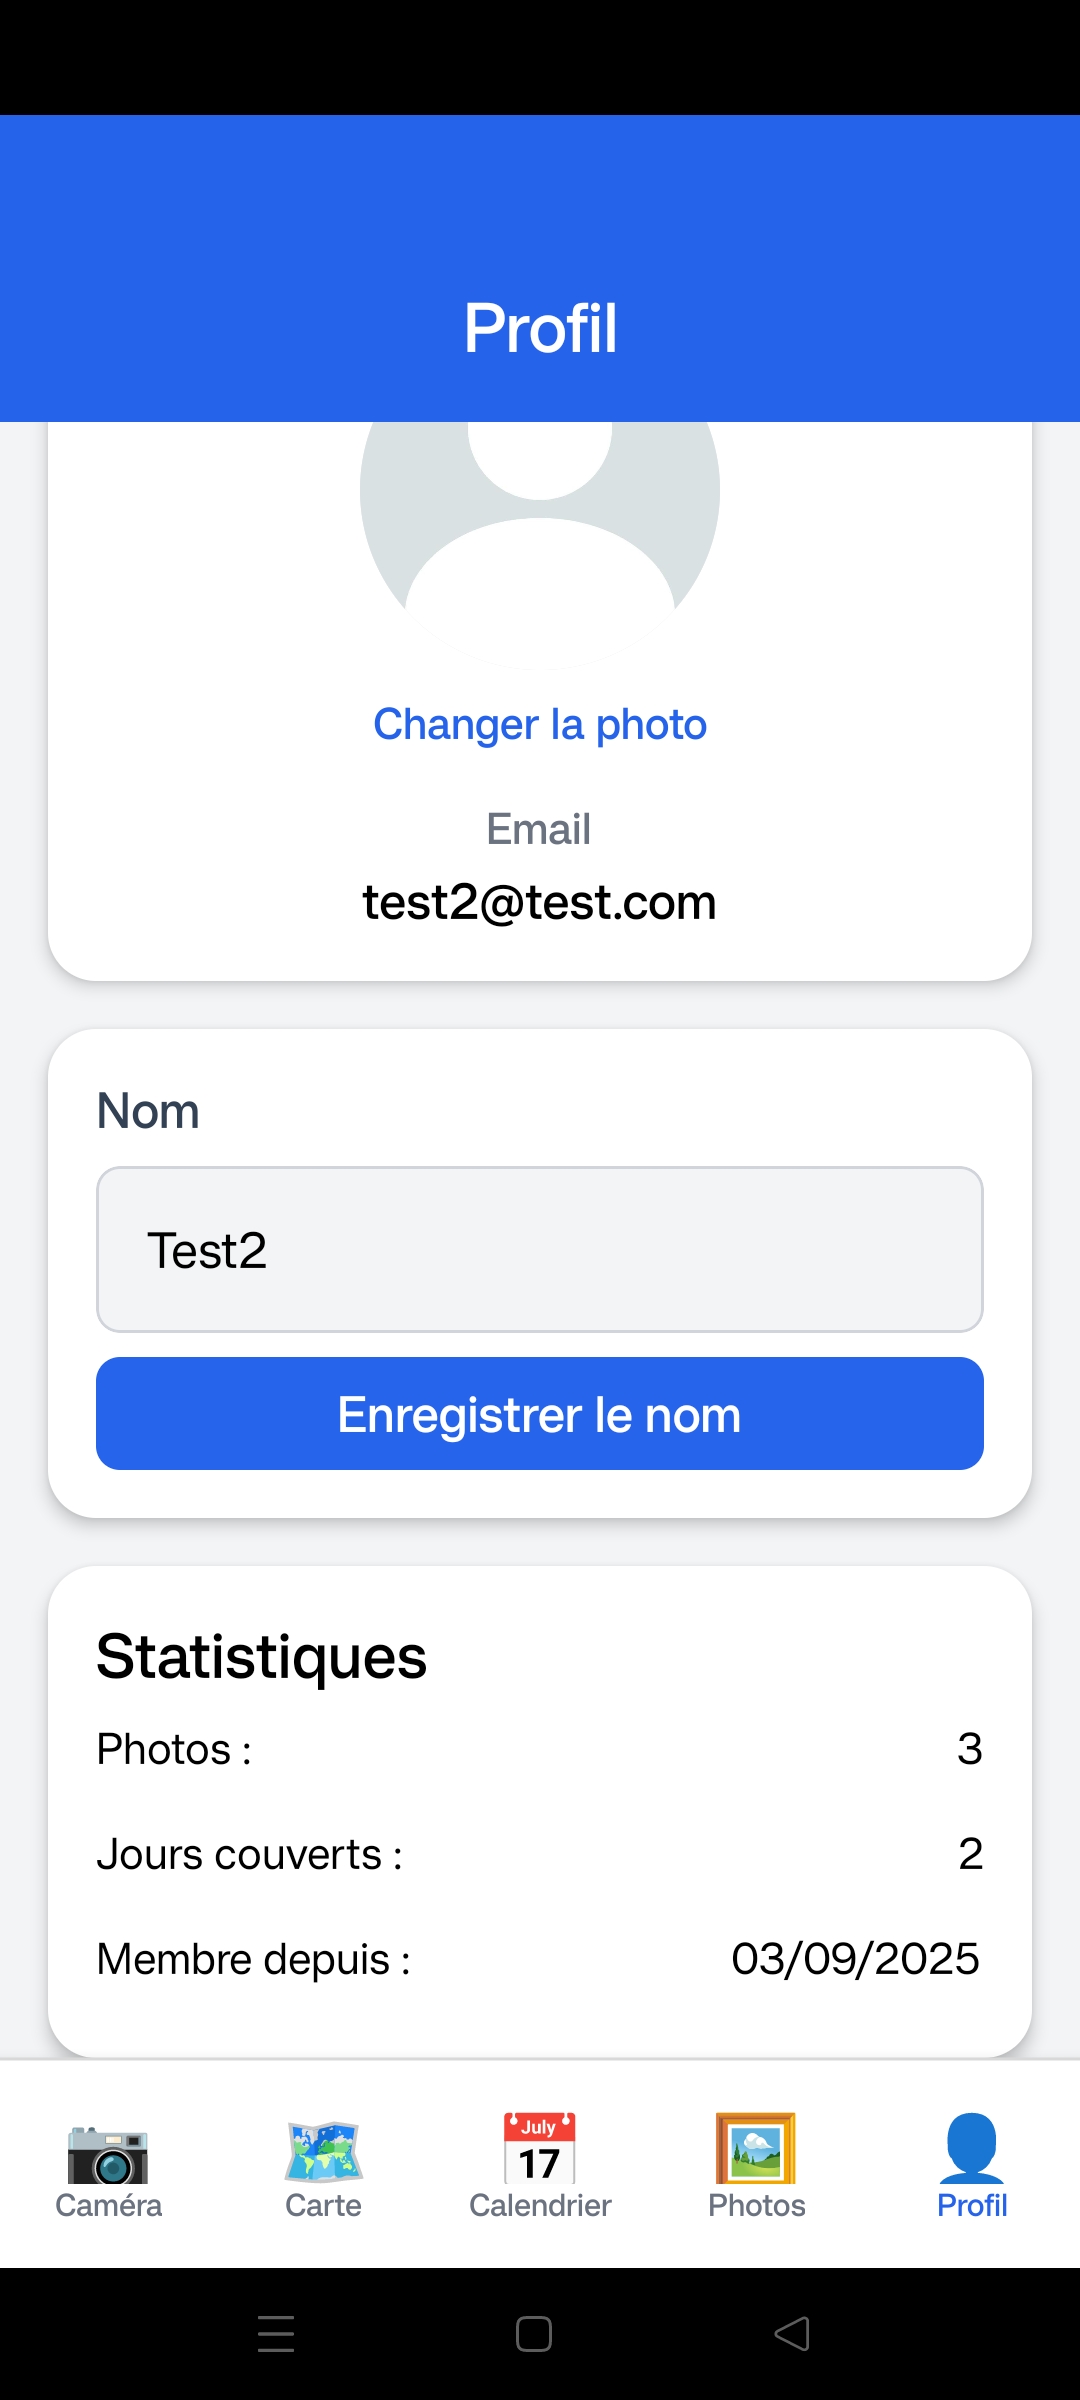 Profil
Changer la photo
Email
test2@test.com
Nom
Test2
Enregistrer le nom
Statistiques
Photos : 3
Jours couverts : 2
Membre depuis : 03/09/2025
July
17
Caméra Carte Calendrier Photos Profil